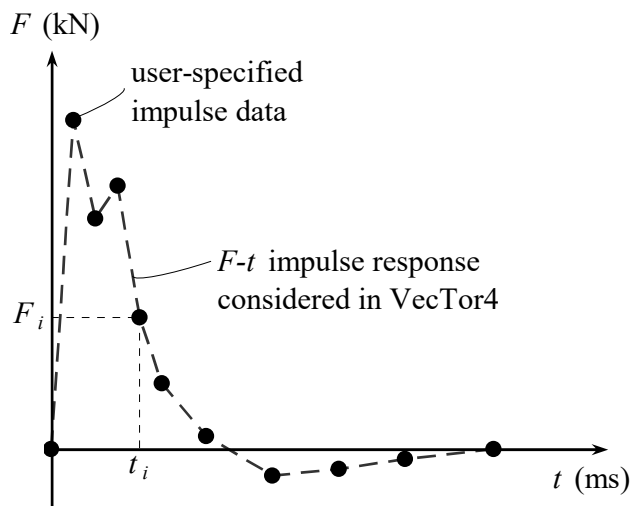 F (kN)
user-specified
impulse data
F-t impulse response
considered in VecTor4
F i
t i
t (ms)